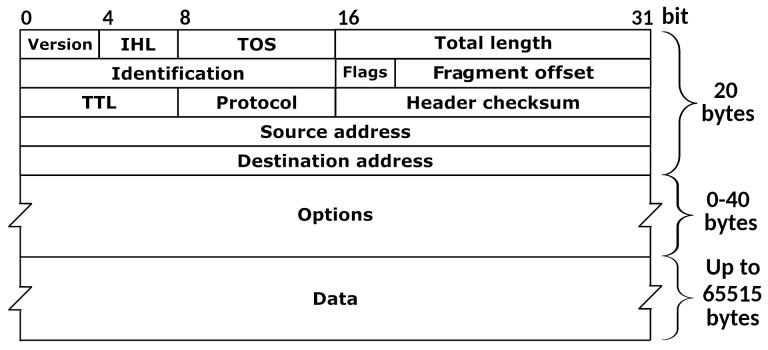 0 4 8 16 31 bit
Version IHL TOS Total length
Identification Flags Fragment offset
TTL Protocol Header checksum
Source address
Destination address
20
bytes
Options
0-40
bytes
Data
Up to
65515
bytes